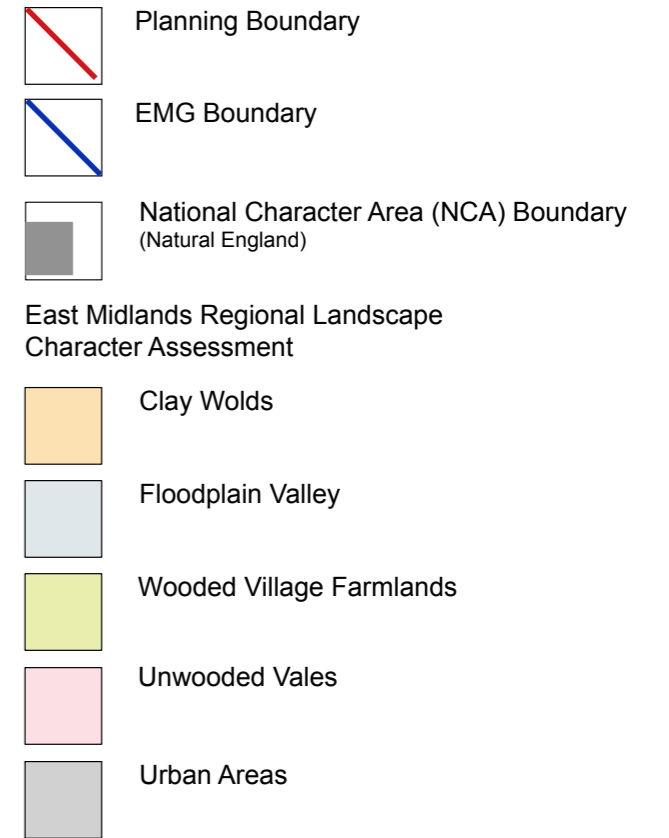 Planning Boundary
EMG Boundary
National Character Area (NCA) Boundary
(Natural England)
East Midlands Regional Landscape
Character Assessment
Clay Wolds
Floodplain Valley
Wooded Village Farmlands
Unwooded Vales
Urban Areas